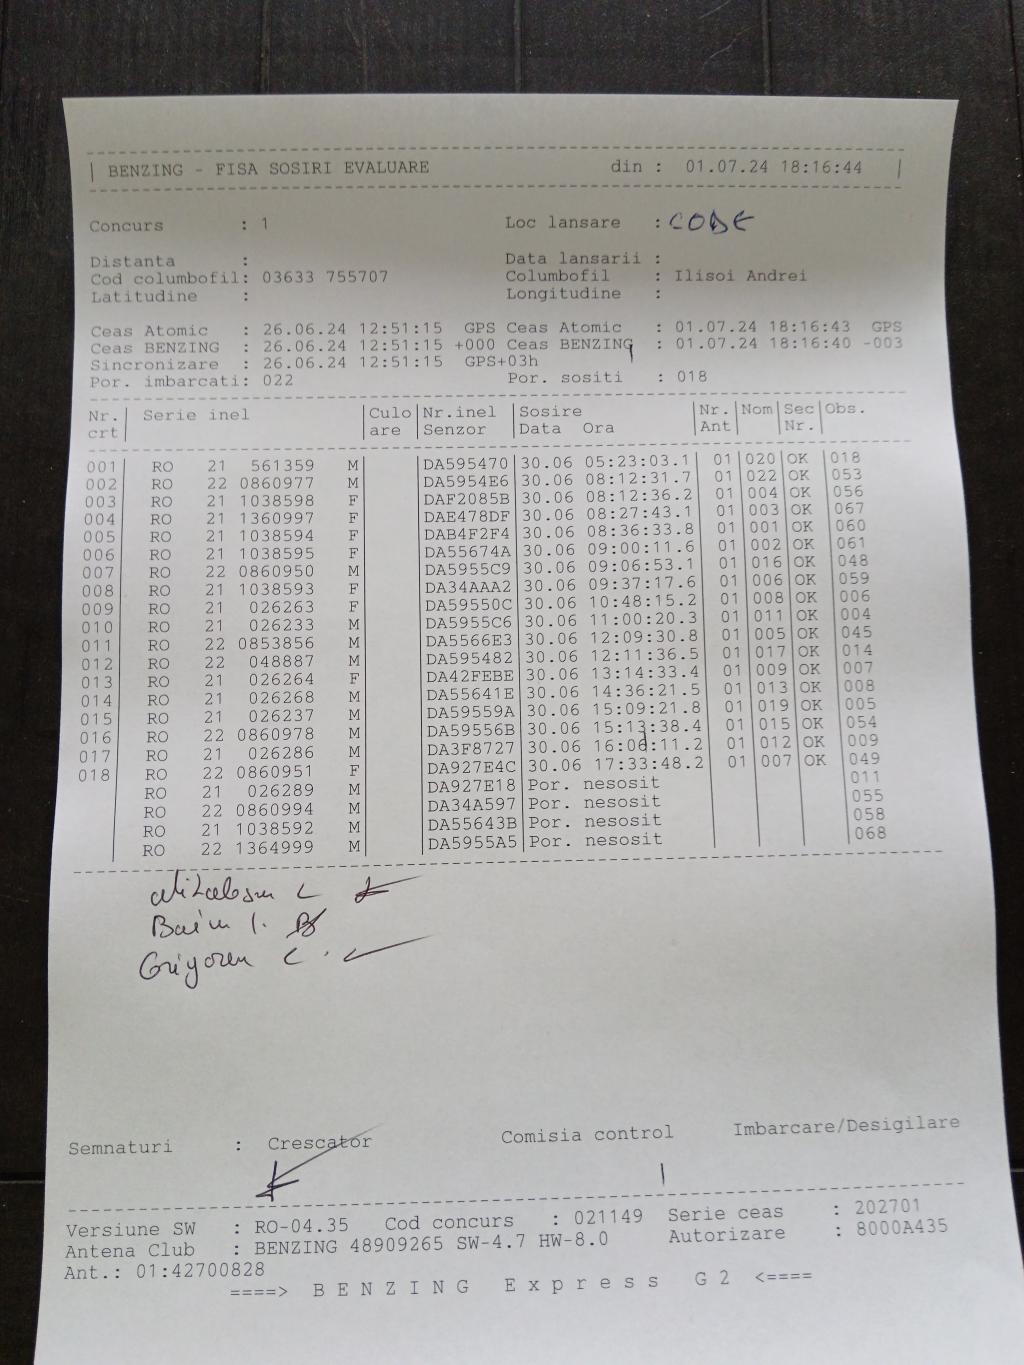 | BENZING - FISA SOSIRI EVALUARE din : 01.07.24 18:16:44 |
Concurs : 1 Loc lansare : CODE
Distanta : Data lansarii :
Cod columbofil: 03633 755707 Columbofil : Ilisoi Andrei
Latitudine : Longitudine :
Ceas Atomic : 26.06.24 12:51:15 GPS Ceas Atomic : 01.07.24 18:16:43 GPS
Ceas BENZING : 26.06.24 12:51:15 +000 Ceas BENZING : 01.07.24 18:16:40 -003
Sincronizare : 26.06.24 12:51:15 GPS+03h
Por. imbarcati: 022 Por. sositi : 018
Nr. | Serie inel | Culo | Nr.inel | Sosire | Nr. | Nom | Sec | Obs.
crt | are | Senzor | Data Ora | Ant | Nr.
001 | RO 21 561359 M | DA595470 | 30.06 05:23:03.1 | 01 | 020 | OK | 018
002 | RO 22 0860977 M | DA5954E6 | 30.06 08:12:31.7 | 01 | 022 | OK | 053
003 | RO 21 1038598 F | DAF2085B | 30.06 08:12:36.2 | 01 | 004 | OK | 056
004 | RO 21 1360997 F | DAE478DF | 30.06 08:27:43.1 | 01 | 003 | OK | 067
005 | RO 21 1038594 F | DAB4F2F4 | 30.06 08:36:33.8 | 01 | 001 | OK | 060
006 | RO 21 1038595 F | DA55674A | 30.06 09:00:11.6 | 01 | 002 | OK | 061
007 | RO 22 0860950 M | DA5955C9 | 30.06 09:06:53.1 | 01 | 016 | OK | 048
008 | RO 21 1038593 F | DA34AAA2 | 30.06 09:37:17.6 | 01 | 006 | OK | 059
009 | RO 21 026263 F | DA59550C | 30.06 10:48:15.2 | 01 | 008 | OK | 006
010 | RO 21 026233 M | DA5955C6 | 30.06 11:00:20.3 | 01 | 011 | OK | 004
011 | RO 22 0853856 M | DA5566E3 | 30.06 12:09:30.8 | 01 | 005 | OK | 045
012 | RO 22 048887 M | DA595482 | 30.06 12:11:36.5 | 01 | 017 | OK | 014
013 | RO 21 026264 F | DA42FEBE | 30.06 13:14:33.4 | 01 | 009 | OK | 007
014 | RO 21 026268 M | DA55641E | 30.06 14:36:21.5 | 01 | 013 | OK | 008
015 | RO 21 026237 M | DA59559A | 30.06 15:09:21.8 | 01 | 019 | OK | 005
016 | RO 22 0860978 M | DA59556B | 30.06 15:13:38.4 | 01 | 015 | OK | 054
017 | RO 21 026286 M | DA3F8727 | 30.06 16:06:11.2 | 01 | 012 | OK | 009
018 | RO 22 0860951 F | DA927E4C | 30.06 17:33:48.2 | 01 | 007 | OK | 049
RO 21 026289 M | DA927E18 | Por. nesosit | 011
RO 22 0860994 M | DA34A597 | Por. nesosit | 055
RO 21 1038592 M | DA55643B | Por. nesosit | 058
RO 22 1364999 M | DA5955A5 | Por. nesosit | 068
Semnaturi : Crescator Comisia control Imbarcare/Desigilare
Versiune SW : RO-04.35 Cod concurs : 021149 Serie ceas : 202701
Antena Club : BENZING 48909265 SW-4.7 HW-8.0 Autorizare : 8000A435
Ant.: 01:42700828
====> B E N Z I N G E x p r e s s G 2 <====